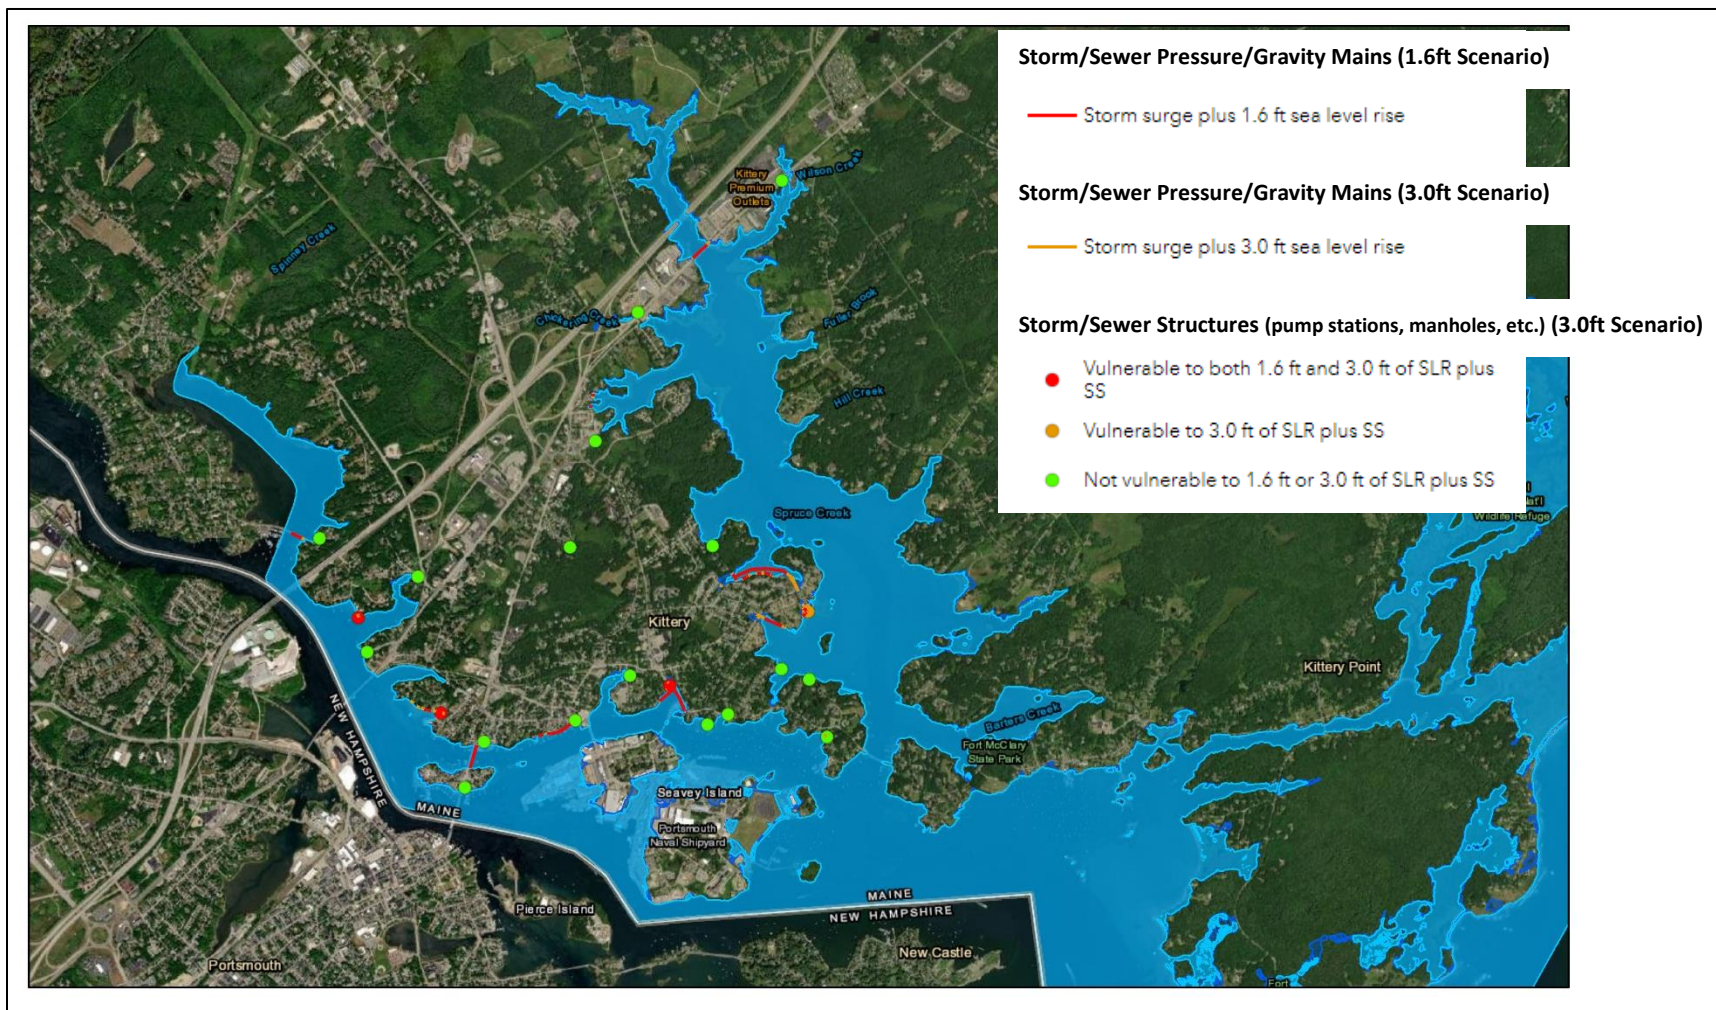 Storm/Sewer Pressure/Gravity Mains (1.6ft Scenario)
Storm surge plus 1.6 ft sea level rise
Storm/Sewer Pressure/Gravity Mains (3.0ft Scenario)
Storm surge plus 3.0 ft sea level rise
Storm/Sewer Structures (pump stations, manholes, etc.) (3.0ft Scenario)
Vulnerable to both 1.6 ft and 3.0 ft of SLR plus
SS
Vulnerable to 3.0 ft of SLR plus SS
Not vulnerable to 1.6 ft or 3.0 ft of SLR plus SS
Wilson Creek
Kittery
Premium
Outlets
Spinney Creek
Chickering Creek
Fuller Brook
Hill Creek
Spruce Creek
Wildlife Refuge
Kittery
Kittery Point
Barters Creek
Fort McClary
State Park
NEW HAMPSHIRE
MAINE
Seavey Island
Portsmouth
Naval Shipyard
MAINE
NEW HAMPSHIRE
Pierce Island
New Castle
Portsmouth
Fort